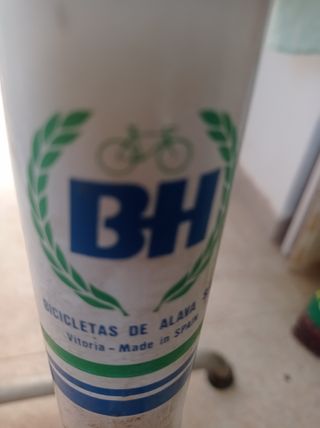 BH
BICICLETAS DE ALAVA S
Vitoria - Made in SPAIN